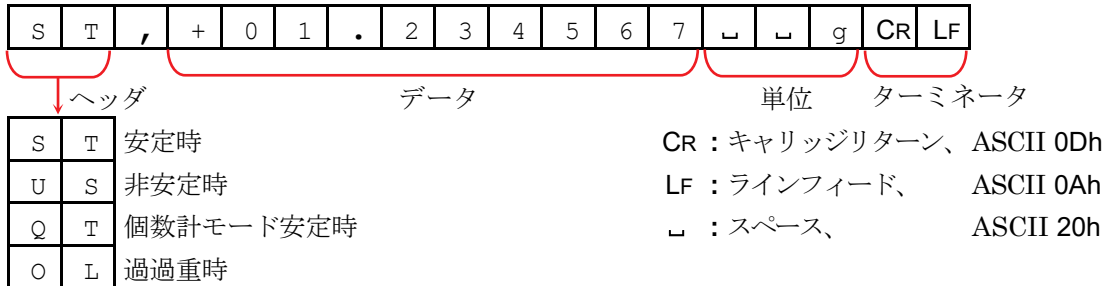 S T , + 0 1 . 2 3 4 5 6 7 ␣ ␣ g CR LF
ヘッダ データ 単位 ターミネータ
S T 安定時 CR : キャリッジリターン、 ASCII 0Dh
U S 非安定時 LF : ラインフィード、 ASCII 0Ah
Q T 個数計モード安定時 ␣ : スペース、 ASCII 20h
O L 過過重時